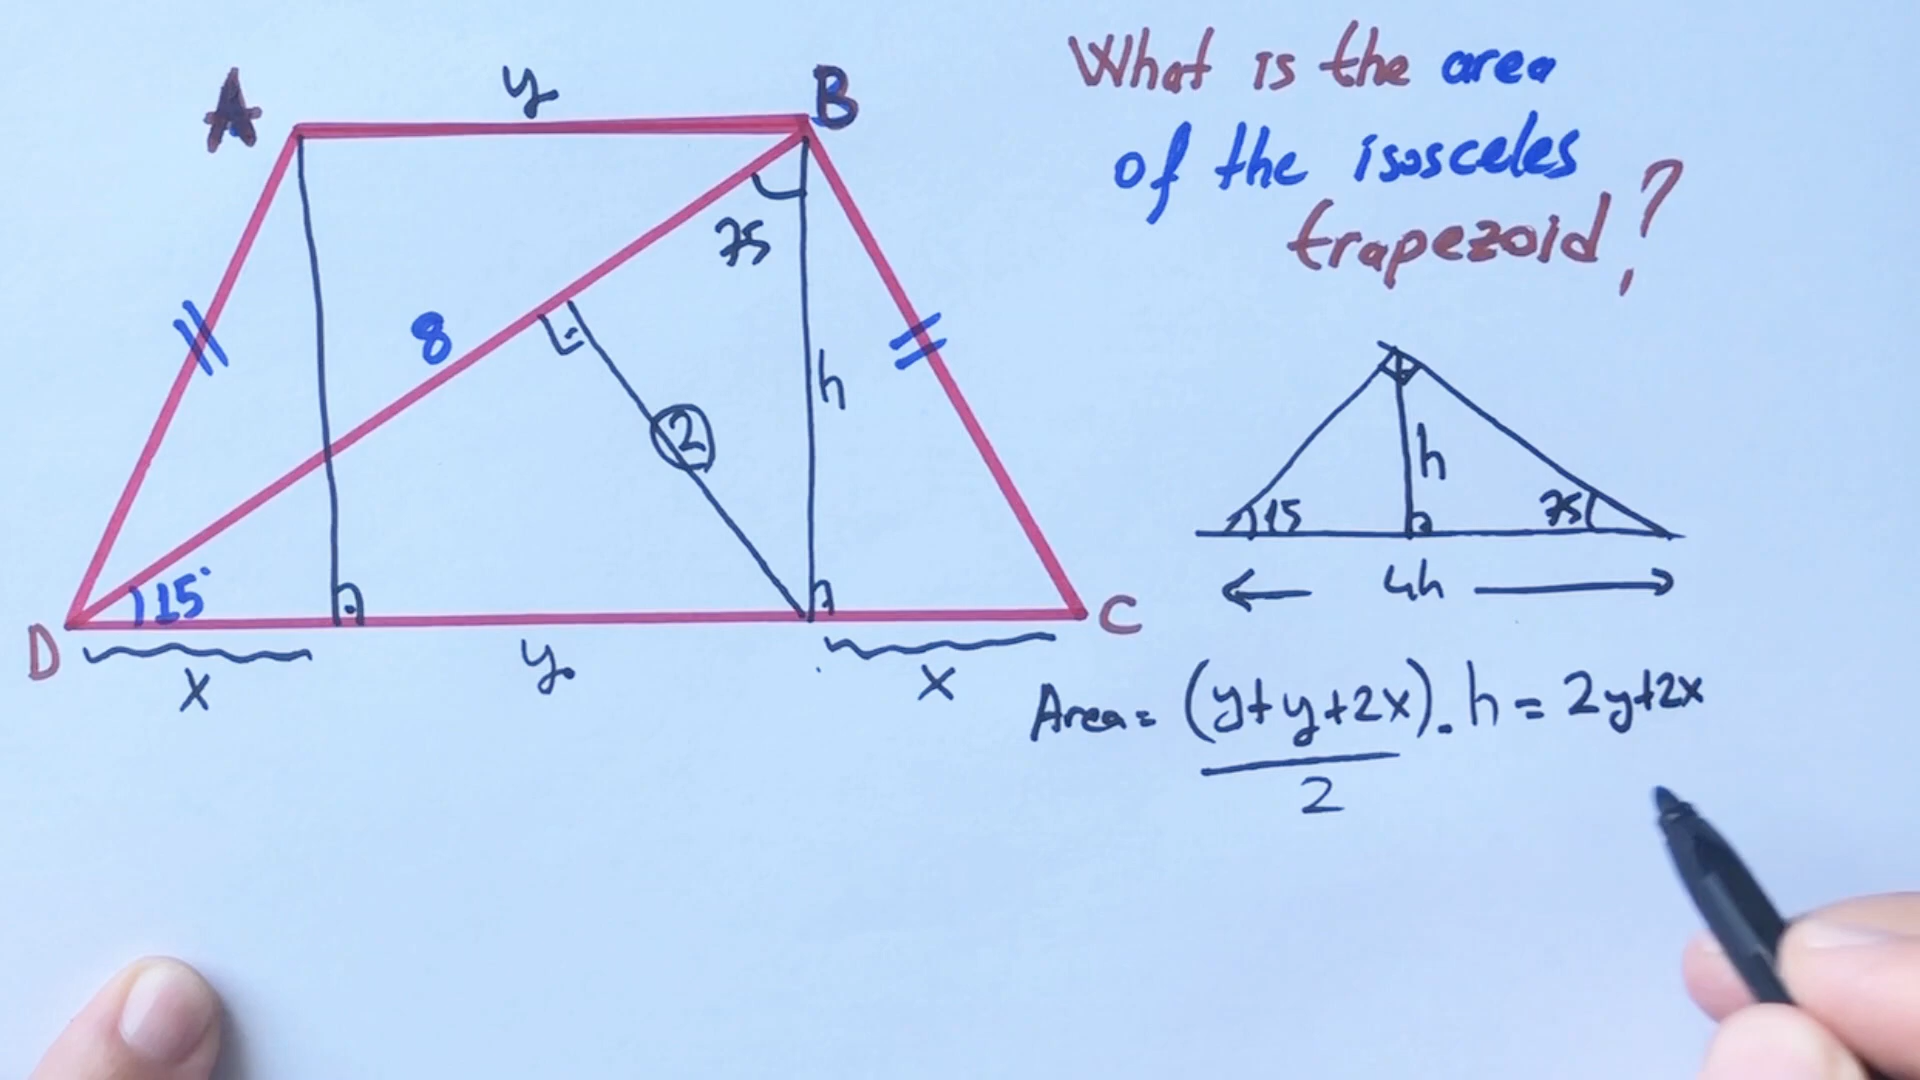 What is the area
of the isosceles
trapezoid?
A y B
75
8
h
2
15°
D C
x y x
h
15 75
4h
Area = (y+y+2x) . h = 2y+2x
2